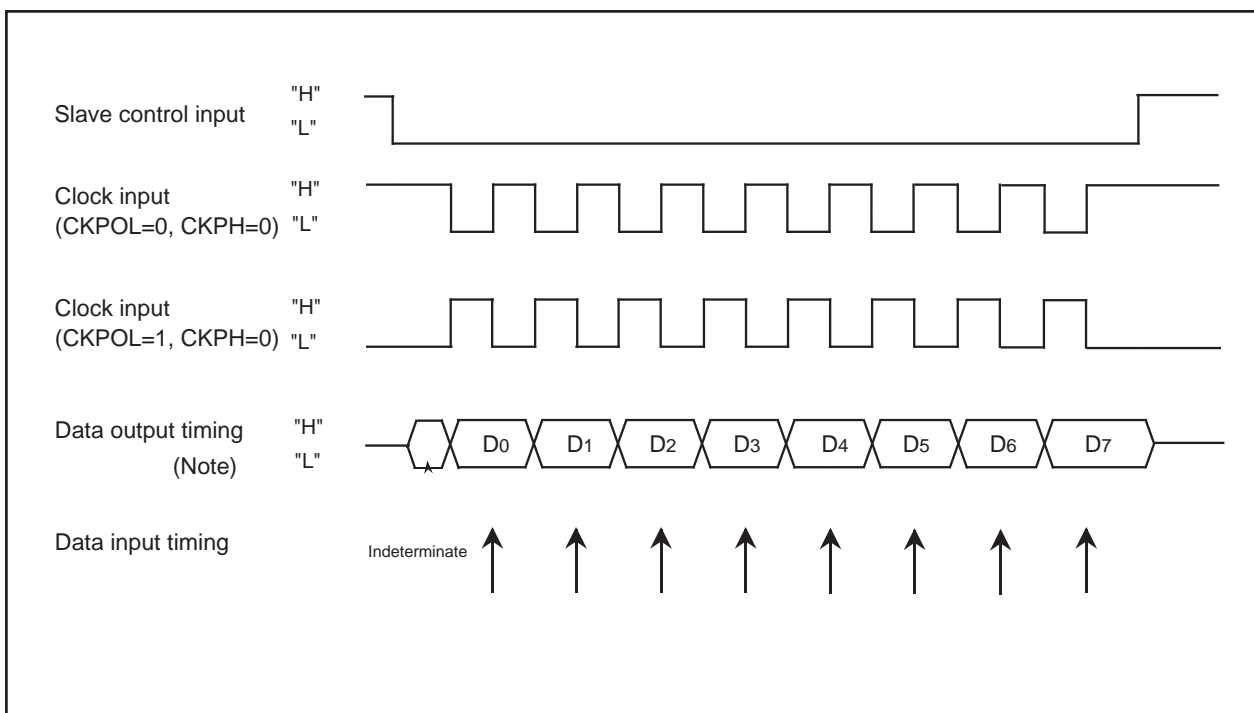 Slave control input
"H"
"L"
Clock input
(CKPOL=0, CKPH=0)
"H"
"L"
Clock input
(CKPOL=1, CKPH=0)
"H"
"L"
Data output timing
(Note)
"H"
"L"
D0 D1 D2 D3 D4 D5 D6 D7
Data input timing
Indeterminate